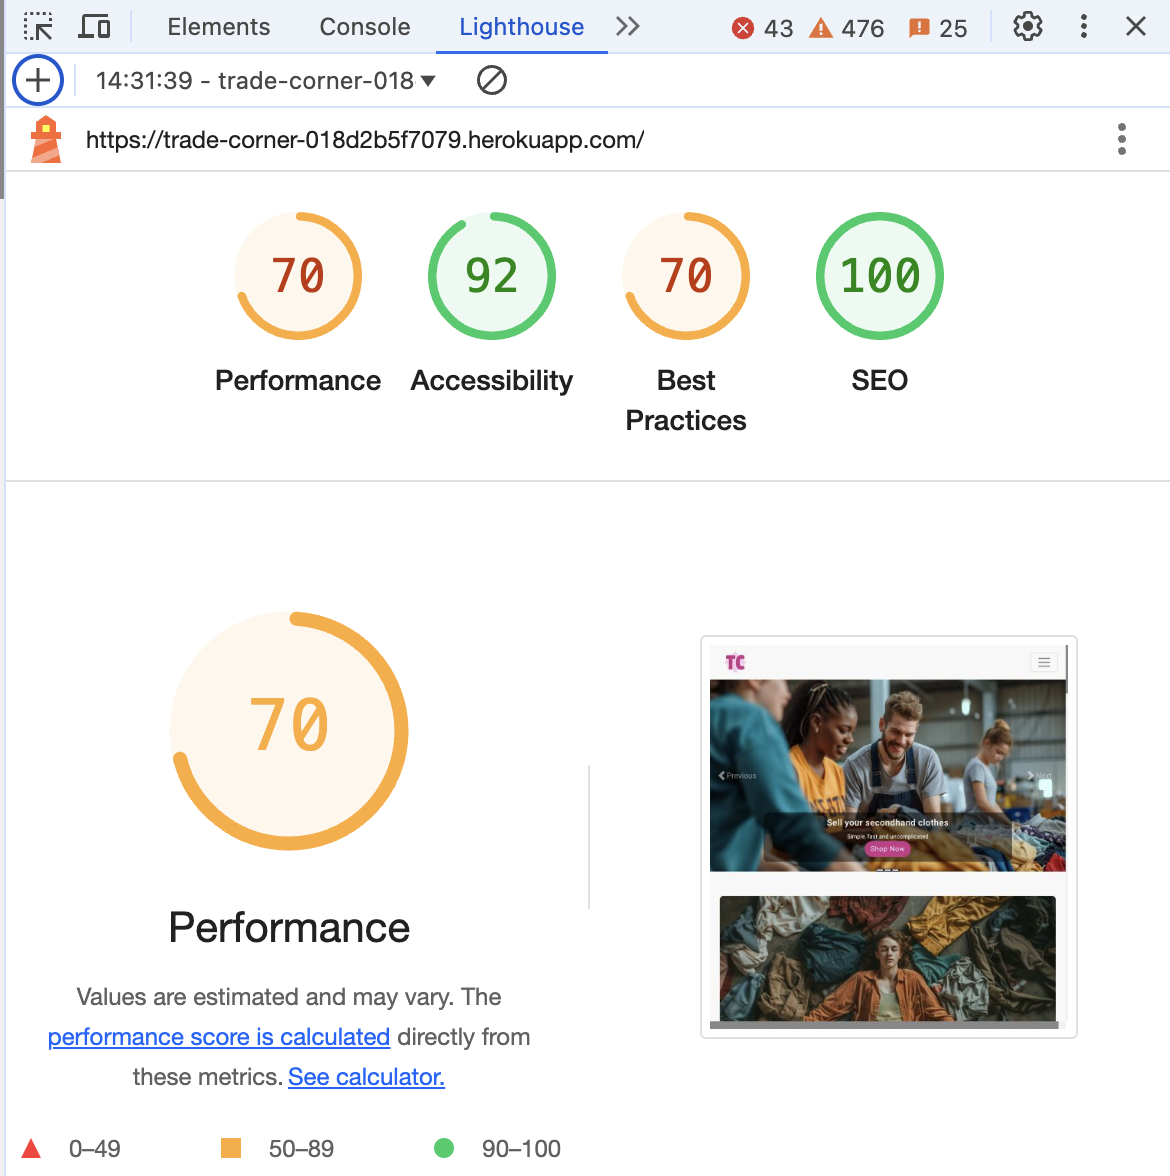 Elements Console Lighthouse 43 476 25
14:31:39 - trade-corner-018
https://trade-corner-018d2b5f7079.herokuapp.com/
70 92 70 100
Performance Accessibility Best Practices SEO
70
Performance
Values are estimated and may vary. The
performance score is calculated directly from
these metrics. See calculator.
0–49 50–89 90–100
TC
Previous Next
Sell your secondhand clothes
Simple, fast and uncomplicated
Shop Now